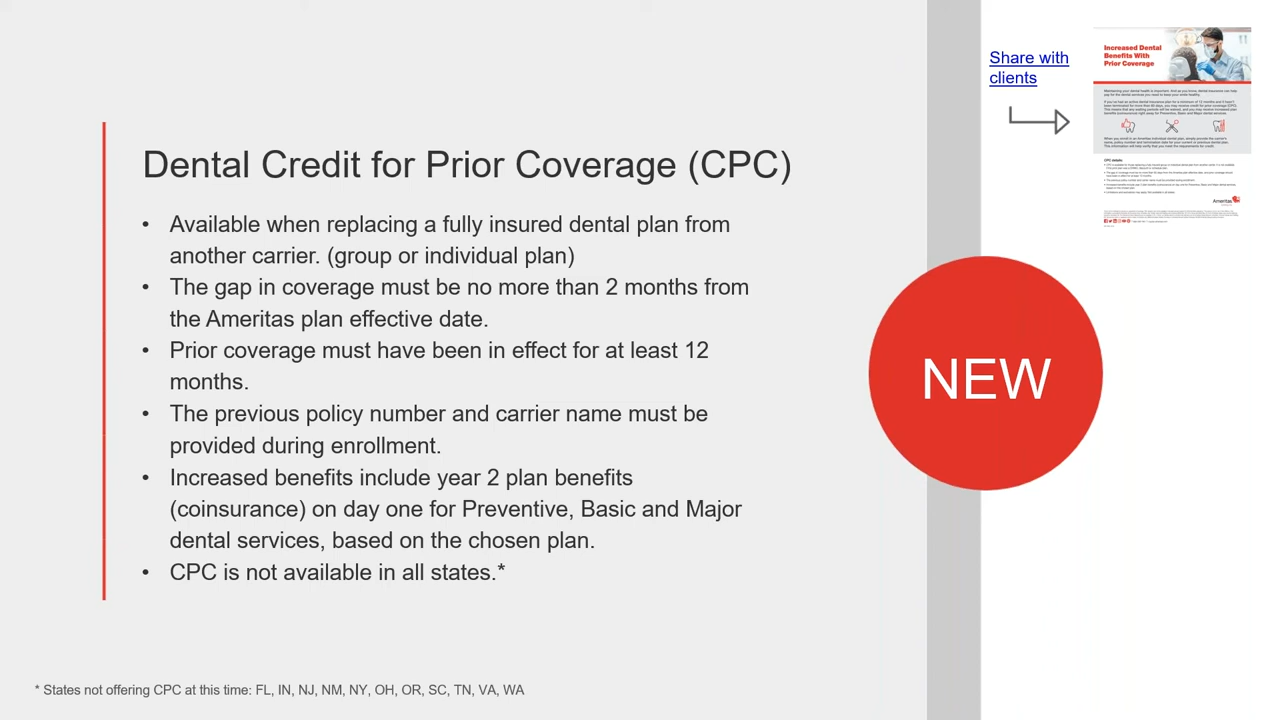 Dental Credit for Prior Coverage (CPC)
• Available when replacing a fully insured dental plan from
another carrier. (group or individual plan)
• The gap in coverage must be no more than 2 months from
the Ameritas plan effective date.
• Prior coverage must have been in effect for at least 12
months.
• The previous policy number and carrier name must be
provided during enrollment.
• Increased benefits include year 2 plan benefits
(coinsurance) on day one for Preventive, Basic and Major
dental services, based on the chosen plan.
• CPC is not available in all states.*
* States not offering CPC at this time: FL, IN, NJ, NM, NY, OH, OR, SC, TN, VA, WA
Share with
clients
Increased Dental
Benefits With
Prior Coverage
CPC details:
Ameritas
NEW